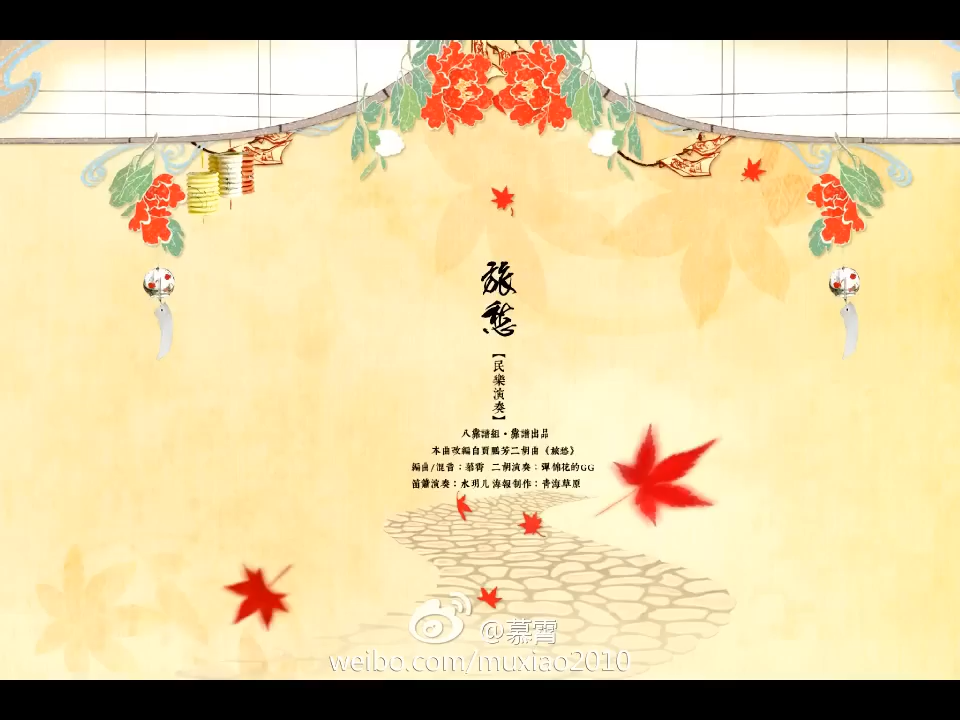 旅愁
【民樂演奏】
八靠譜組·靠譜出品
本曲改編自賈鵬芳二胡曲《旅愁》
編曲/混音：慕霄 二胡演奏：彈棉花的GG
笛簫演奏：水玥儿 海報制作：青海草原
@慕霄
weibo.com/muxiao2010